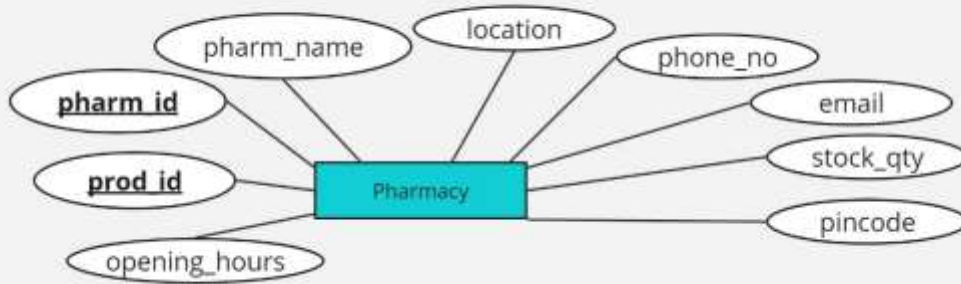 location
pharm_name
phone_no
pharm_id
email
stock_qty
prod_id
Pharmacy
pincode
opening_hours